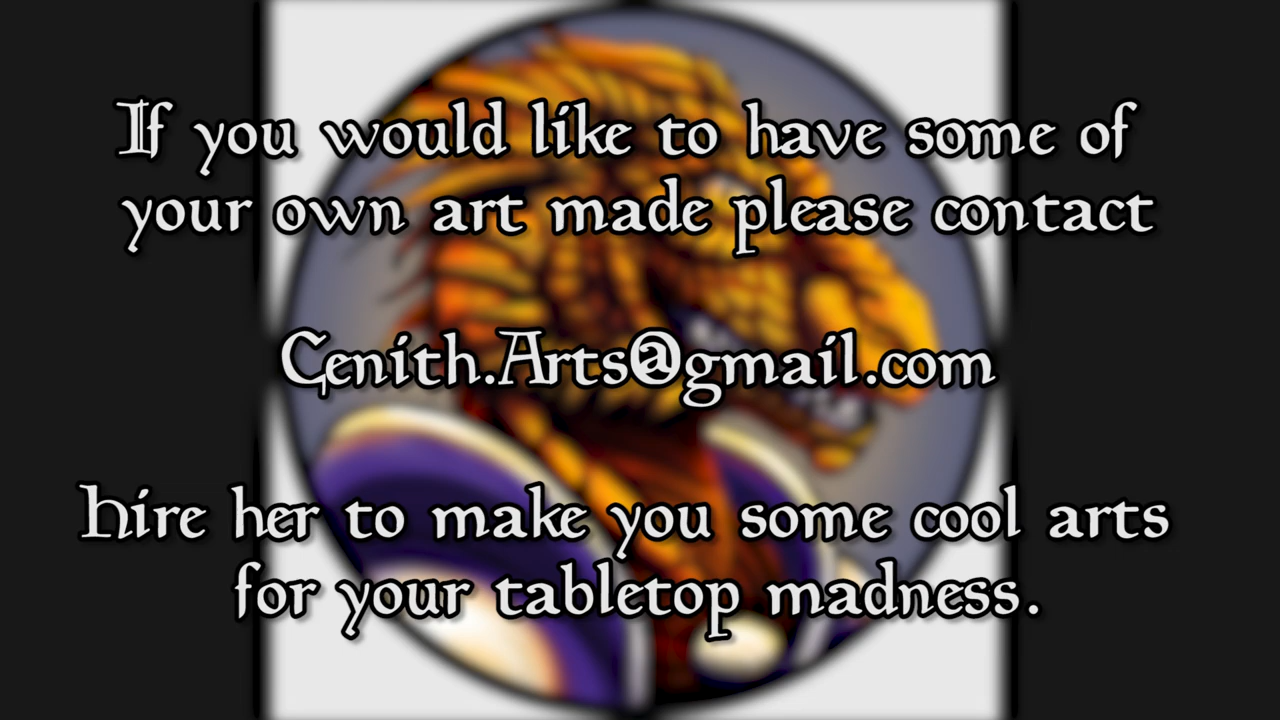 If you would like to have some of
your own art made please contact
Cenith.Arts@gmail.com
Hire her to make you some cool arts
for your tabletop madness.